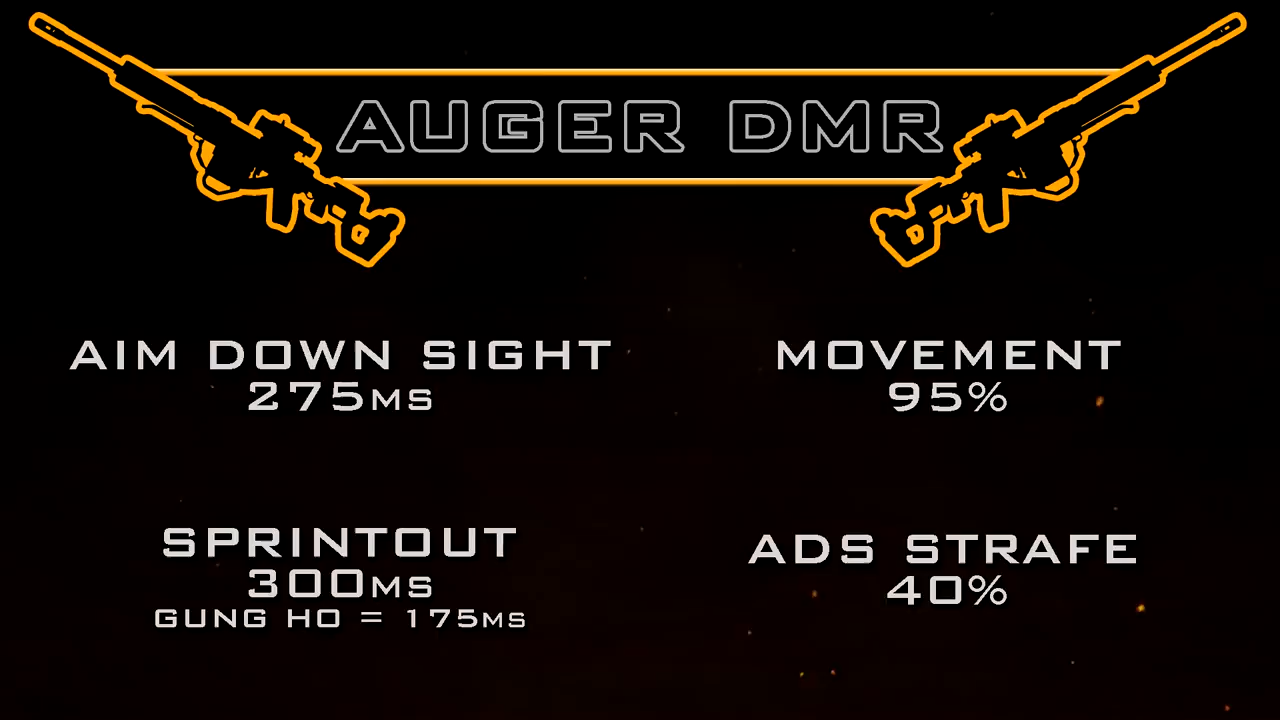 AUGER DMR
AIM DOWN SIGHT
275MS
MOVEMENT
95%
SPRINTOUT
300MS
GUNG HO = 175MS
ADS STRAFE
40%